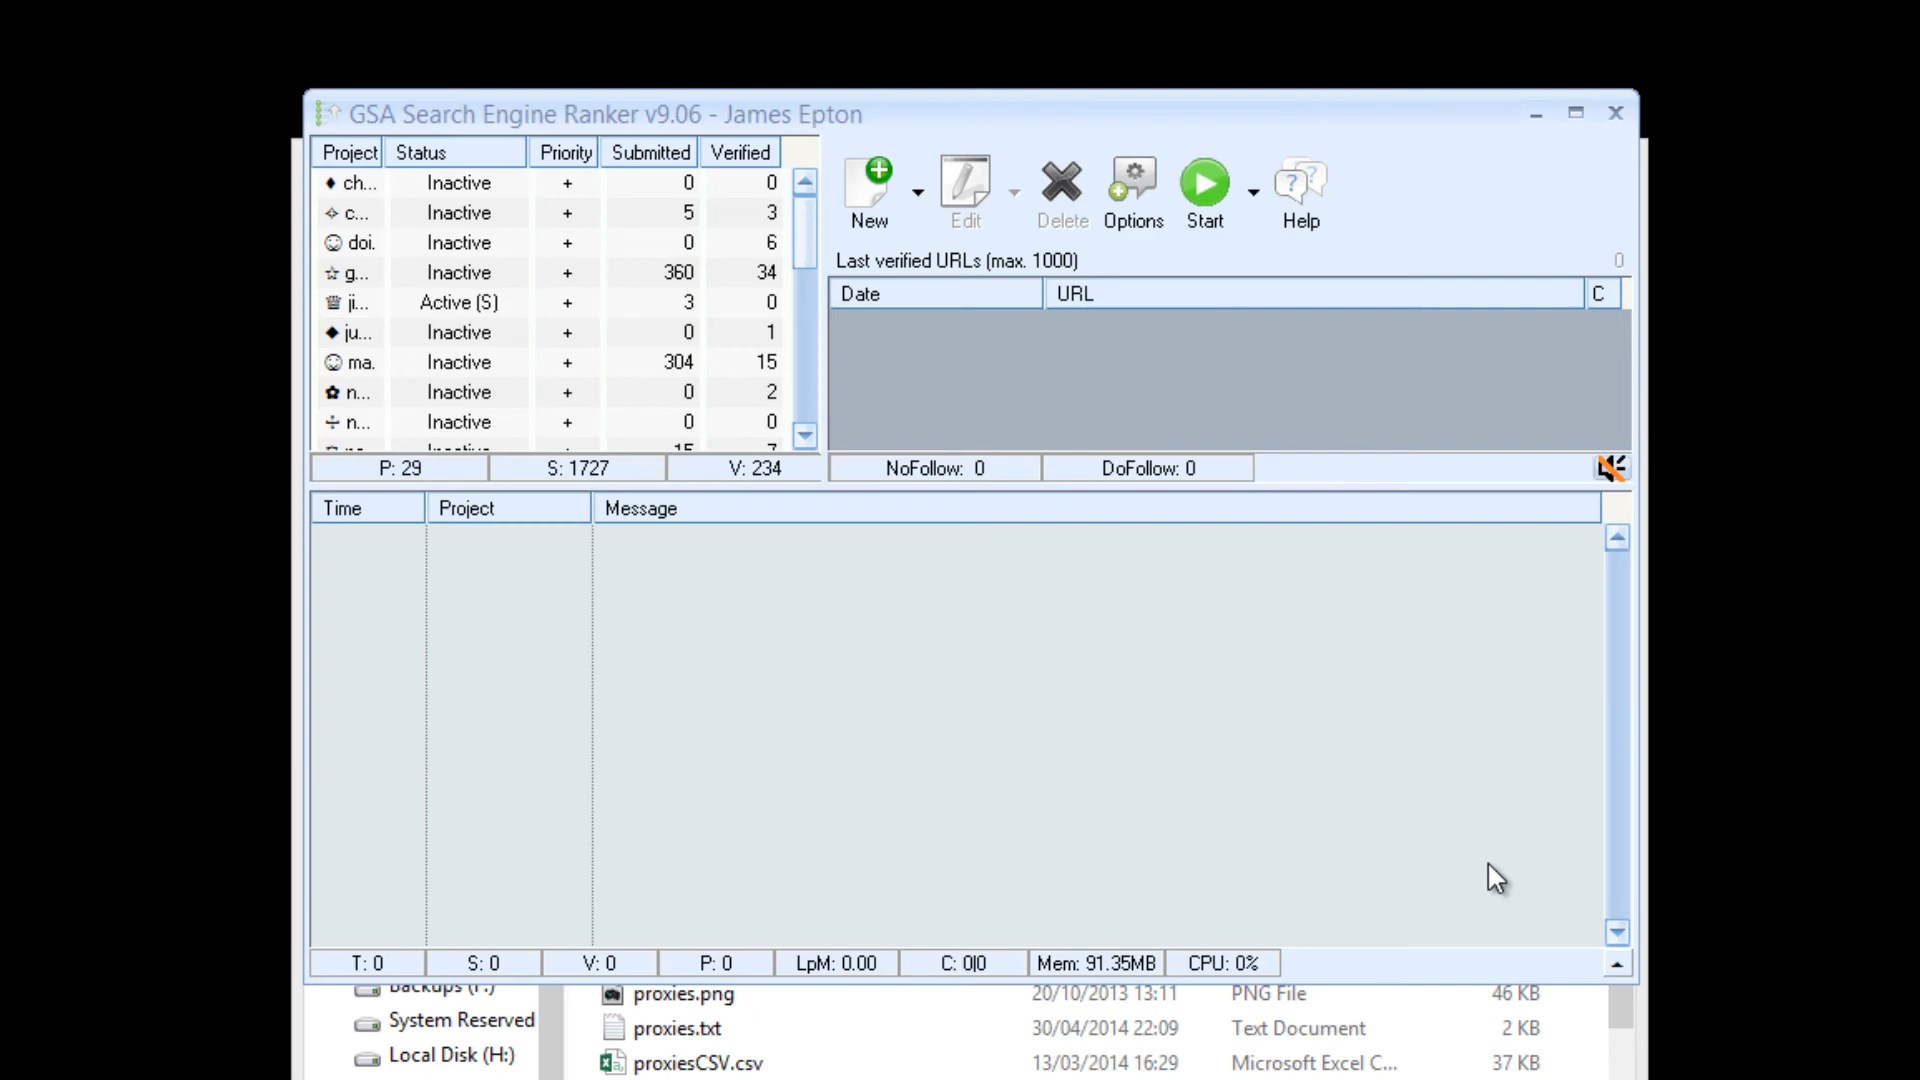 GSA Search Engine Ranker v9.06 - James Epton
Project Status Priority Submitted Verified
ch... Inactive + 0 0
c... Inactive + 5 3
doi. Inactive + 0 6
g... Inactive + 360 34
ji... Active (S) + 3 0
ju... Inactive + 0 1
ma. Inactive + 304 15
n... Inactive + 0 2
n... Inactive + 0 0
P: 29 S: 1727 V: 234
New Edit Delete Options Start Help
Last verified URLs (max. 1000) 0
Date URL C
NoFollow: 0 DoFollow: 0
Time Project Message
T: 0 S: 0 V: 0 P: 0 LpM: 0.00 C: 0|0 Mem: 91.35MB CPU: 0%
proxies.png 20/10/2013 13:11 PNG File 46 KB
System Reserved proxies.txt 30/04/2014 22:09 Text Document 2 KB
Local Disk (H:) proxiesCSV.csv 13/03/2014 16:29 Microsoft Excel C... 37 KB